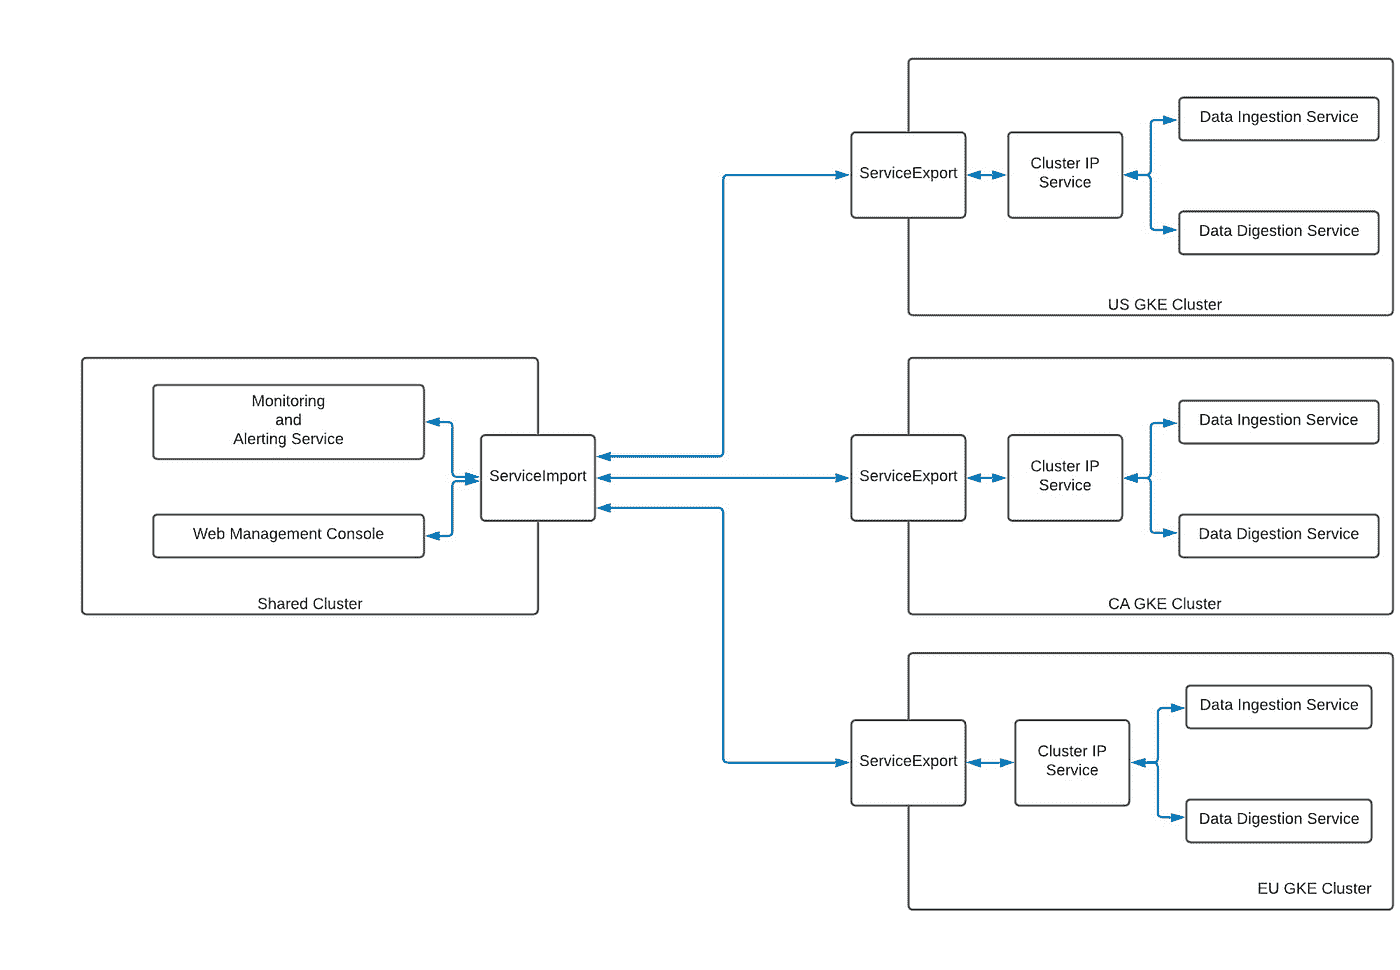 Data Ingestion Service
ServiceExport
Cluster IP
Service
Data Digestion Service
US GKE Cluster
Monitoring
and
Alerting Service
ServiceImport
Web Management Console
Shared Cluster
Data Ingestion Service
ServiceExport
Cluster IP
Service
Data Digestion Service
CA GKE Cluster
Data Ingestion Service
ServiceExport
Cluster IP
Service
Data Digestion Service
EU GKE Cluster